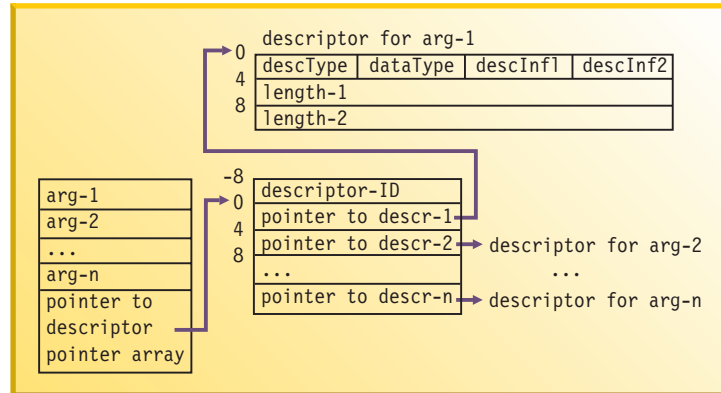 descriptor for arg-1
0
descType dataType descInf1 descInf2
4
length-1
8
length-2
-8
descriptor-ID
0
pointer to descr-1
4
pointer to descr-2 descriptor for arg-2
8
... ...
pointer to descr-n descriptor for arg-n
arg-1
arg-2
...
arg-n
pointer to
descriptor
pointer array